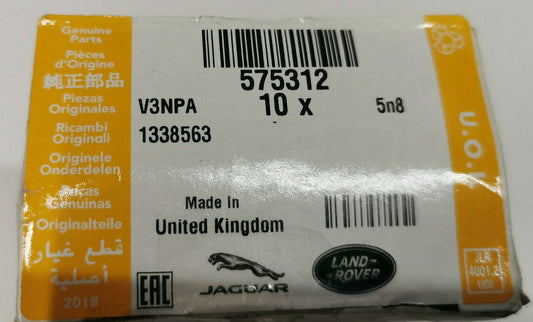 Genuine
Parts
Pièces
d'Origine
純正部品
Piezas
Originales
Ricambi
Originali
Originele
Onderdelen
Peças
Genuínas
Originalteile
قطع غيار
أصلية
2018
575312
V3NPA
10 x
5n8
1338563
Made In
United Kingdom
EAC
JAGUAR
LAND-
ROVER
U.O.
JLR
4001.2
UOI